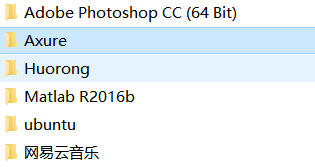 Adobe Photoshop CC (64 Bit)
Axure
Huorong
Matlab R2016b
ubuntu
网易云音乐